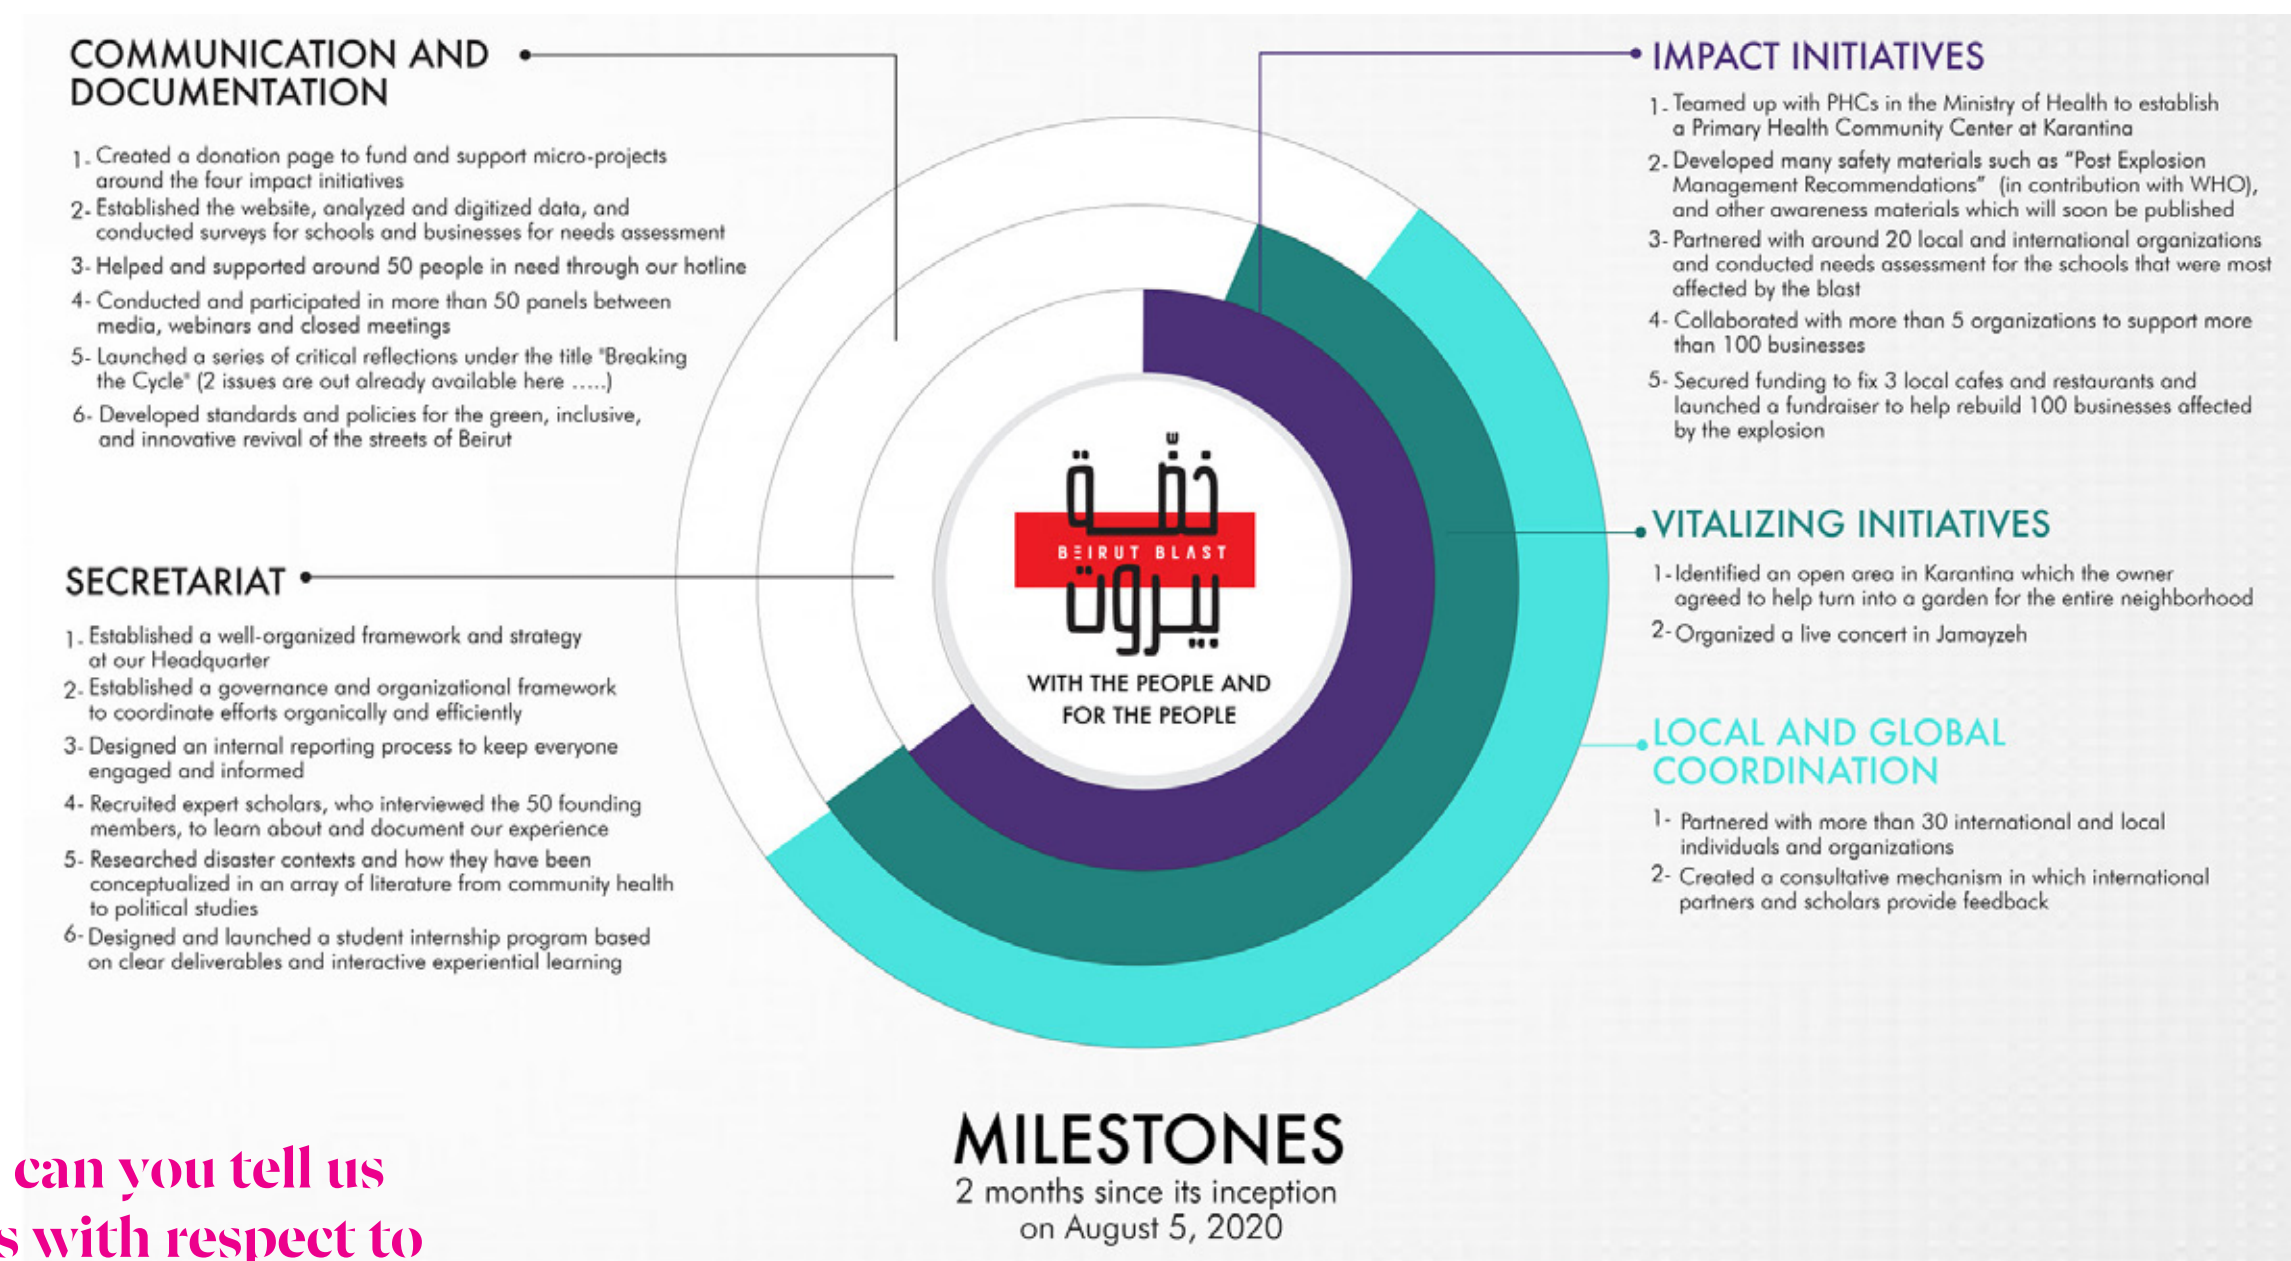 COMMUNICATION AND
DOCUMENTATION
1- Created a donation page to fund and support micro-projects
around the four impact initiatives
2- Established the website, analyzed and digitized data, and
conducted surveys for schools and businesses for needs assessment
3- Helped and supported around 50 people in need through our hotline
4- Conducted and participated in more than 50 panels between
media, webinars and closed meetings
5- Launched a series of critical reflections under the title "Breaking
the Cycle" (2 issues are out already available here .....)
6- Developed standards and policies for the green, inclusive,
and innovative revival of the streets of Beirut
SECRETARIAT
1- Established a well-organized framework and strategy
at our Headquarter
2- Established a governance and organizational framework
to coordinate efforts organically and efficiently
3- Designed an internal reporting process to keep everyone
engaged and informed
4- Recruited expert scholars, who interviewed the 50 founding
members, to learn about and document our experience
5- Researched disaster contexts and how they have been
conceptualized in an array of literature from community health
to political studies
6- Designed and launched a student internship program based
on clear deliverables and interactive experiential learning
خضّة
BEIRUT BLAST
بيروت
WITH THE PEOPLE AND
FOR THE PEOPLE
IMPACT INITIATIVES
1- Teamed up with PHCs in the Ministry of Health to establish
a Primary Health Community Center at Karantina
2- Developed many safety materials such as "Post Explosion
Management Recommendations" (in contribution with WHO),
and other awareness materials which will soon be published
3- Partnered with around 20 local and international organizations
and conducted needs assessment for the schools that were most
affected by the blast
4- Collaborated with more than 5 organizations to support more
than 100 businesses
5- Secured funding to fix 3 local cafes and restaurants and
launched a fundraiser to help rebuild 100 businesses affected
by the explosion
VITALIZING INITIATIVES
1- Identified an open area in Karantina which the owner
agreed to help turn into a garden for the entire neighborhood
2- Organized a live concert in Jamayzeh
LOCAL AND GLOBAL
COORDINATION
1- Partnered with more than 30 international and local
individuals and organizations
2- Created a consultative mechanism in which international
partners and scholars provide feedback
MILESTONES
2 months since its inception
on August 5, 2020
can you tell us
s with respect to